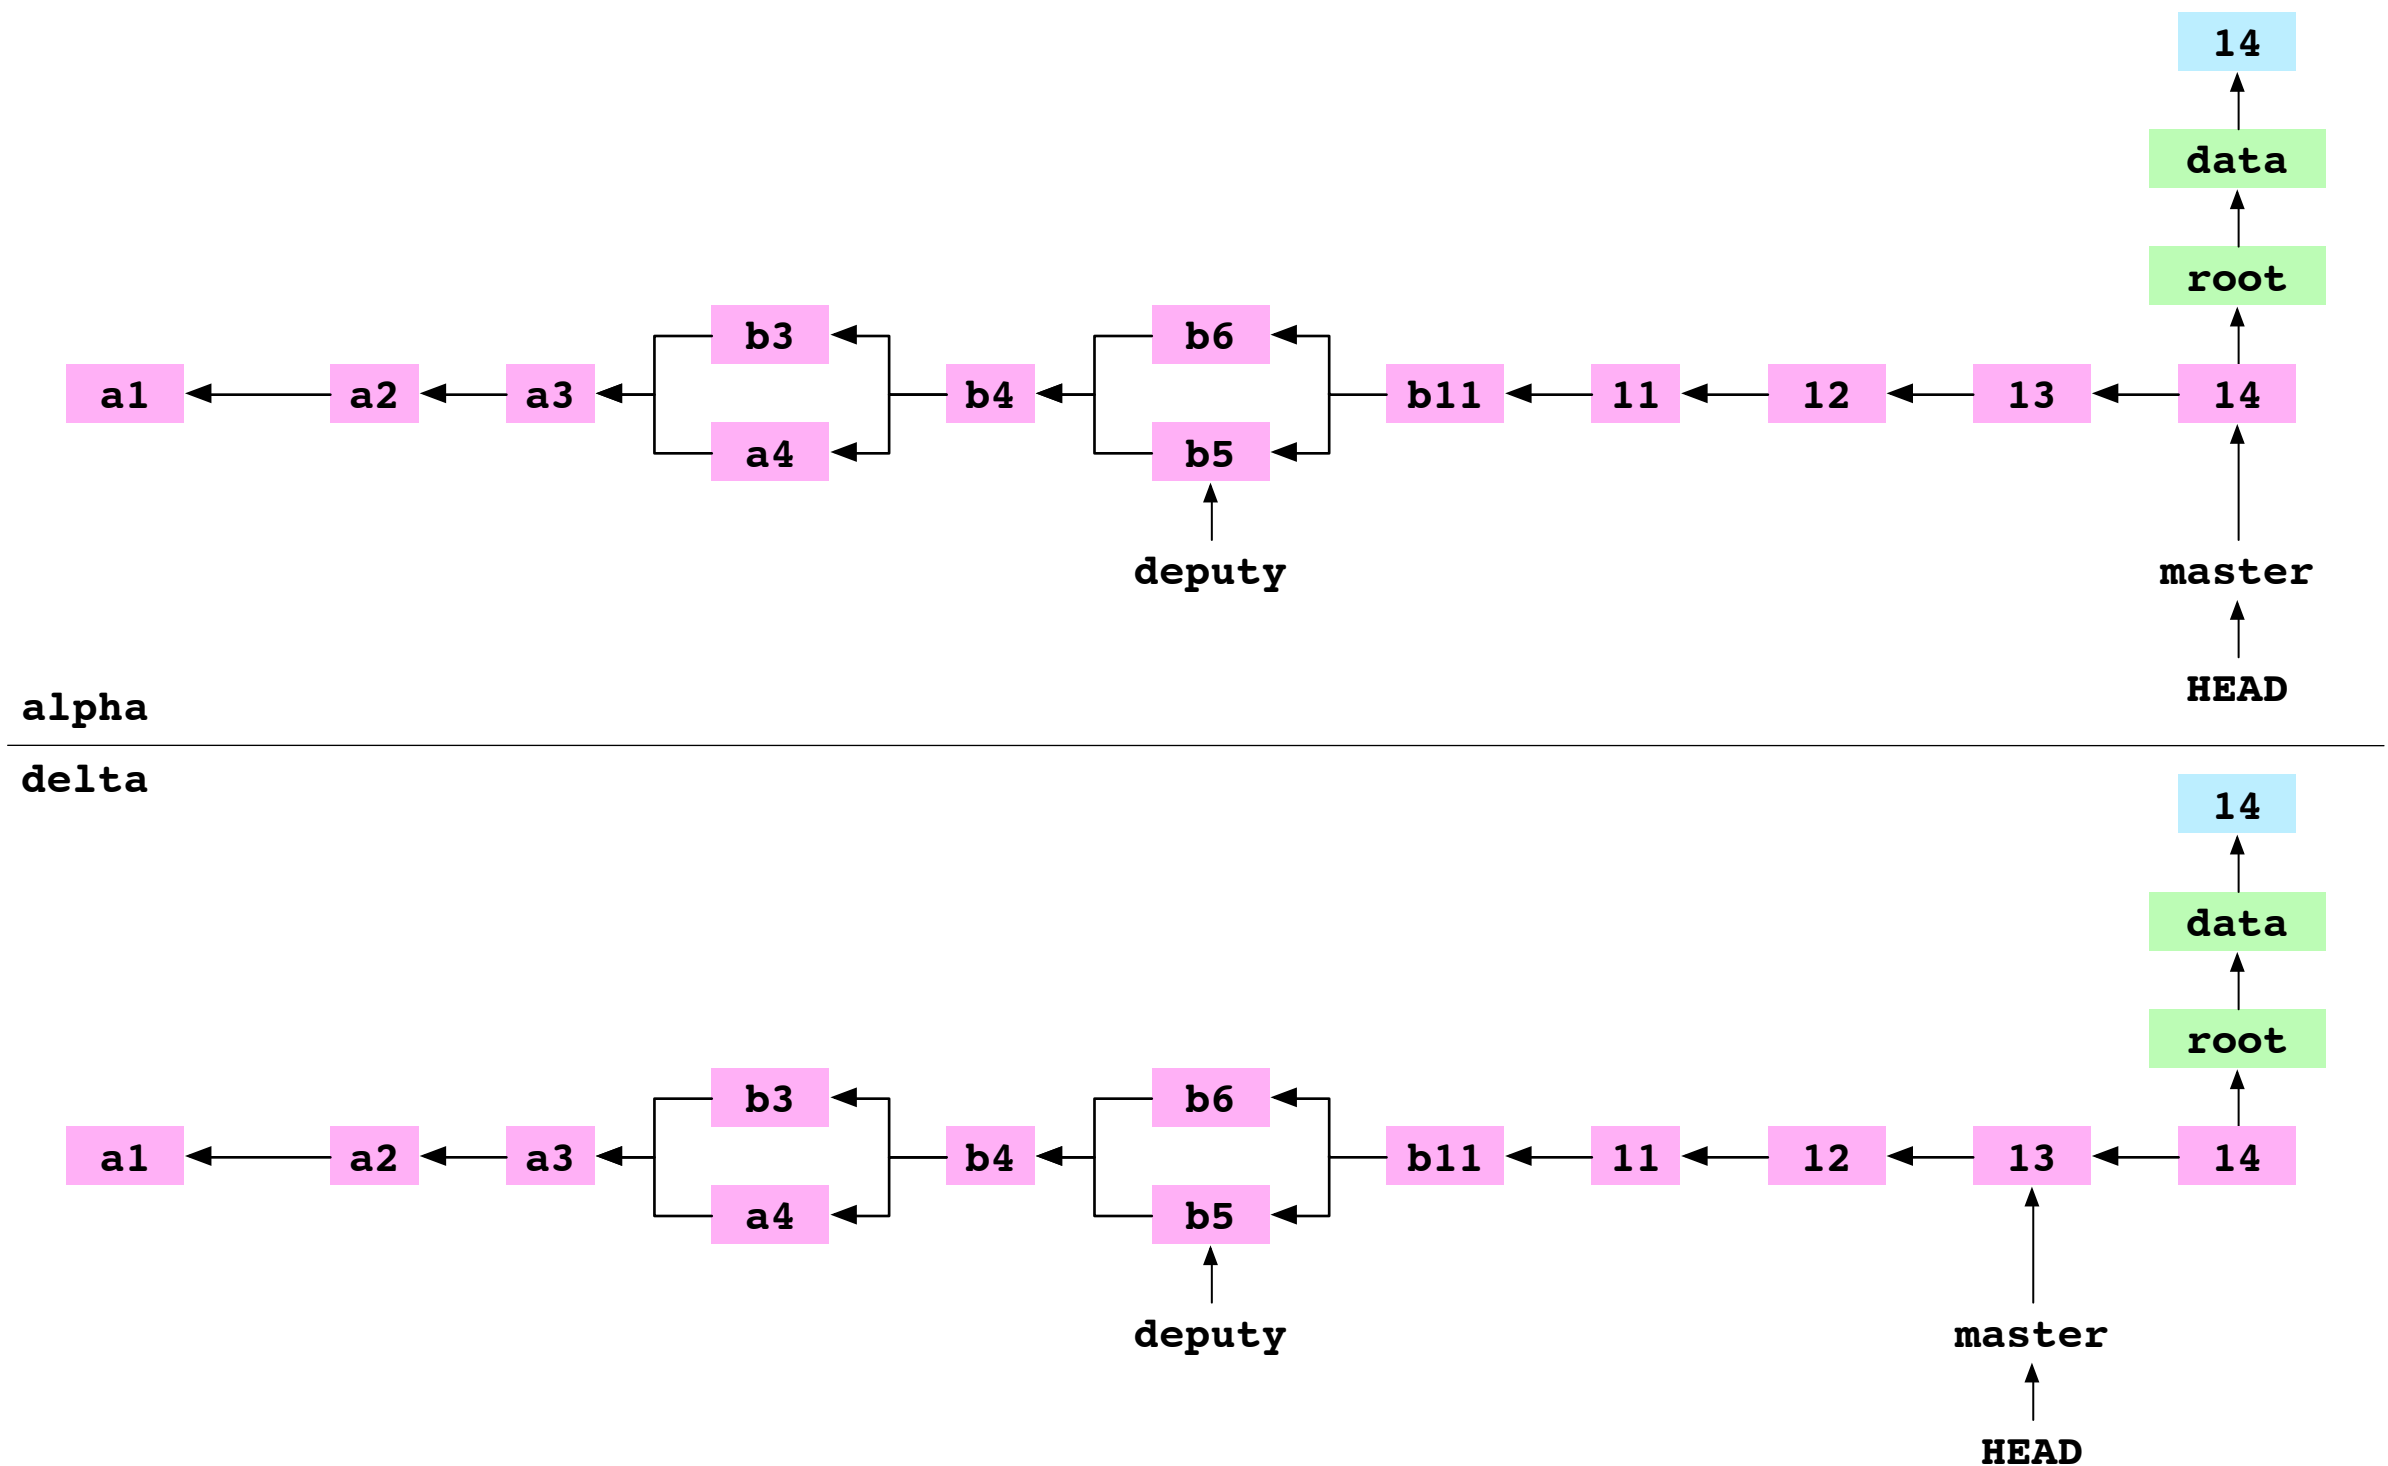 14
data
root
b3 b6
a1 a2 a3 b4 b11 11 12 13 14
a4 b5
deputy master
HEAD
alpha
delta
14
data
root
b3 b6
a1 a2 a3 b4 b11 11 12 13 14
a4 b5
deputy master
HEAD